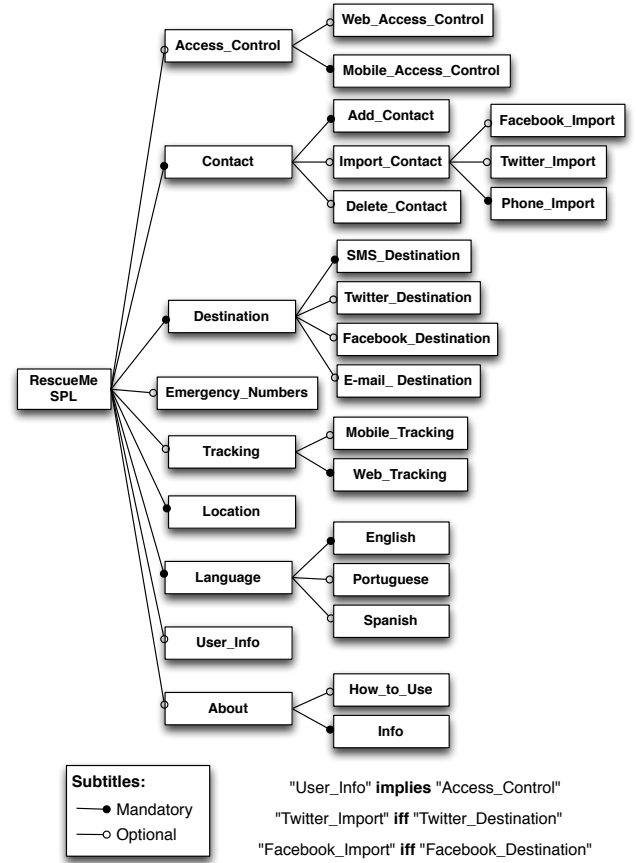 Web_Access_Control
Access_Control
Mobile_Access_Control
Add_Contact
Facebook_Import
Contact
Import_Contact
Twitter_Import
Delete_Contact
Phone_Import
SMS_Destination
Twitter_Destination
Destination
Facebook_Destination
E-mail_ Destination
RescueMe
SPL
Emergency_Numbers
Mobile_Tracking
Tracking
Web_Tracking
Location
English
Language
Portuguese
Spanish
User_Info
How_to_Use
About
Info
Subtitles:
Mandatory
Optional
"User_Info" implies "Access_Control"
"Twitter_Import" iff "Twitter_Destination"
"Facebook_Import" iff "Facebook_Destination"